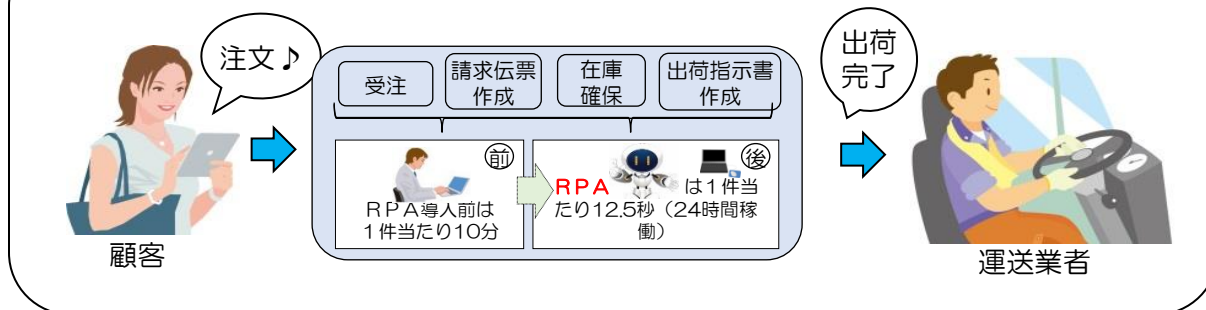 注文♪
出荷
完了
受注
請求伝票
作成
在庫
確保
出荷指示書
作成
前
ＲＰＡ導入前は
１件当たり10分
後
ＲＰＡ は１件当
たり12.5秒（24時間稼
働）
顧客
運送業者